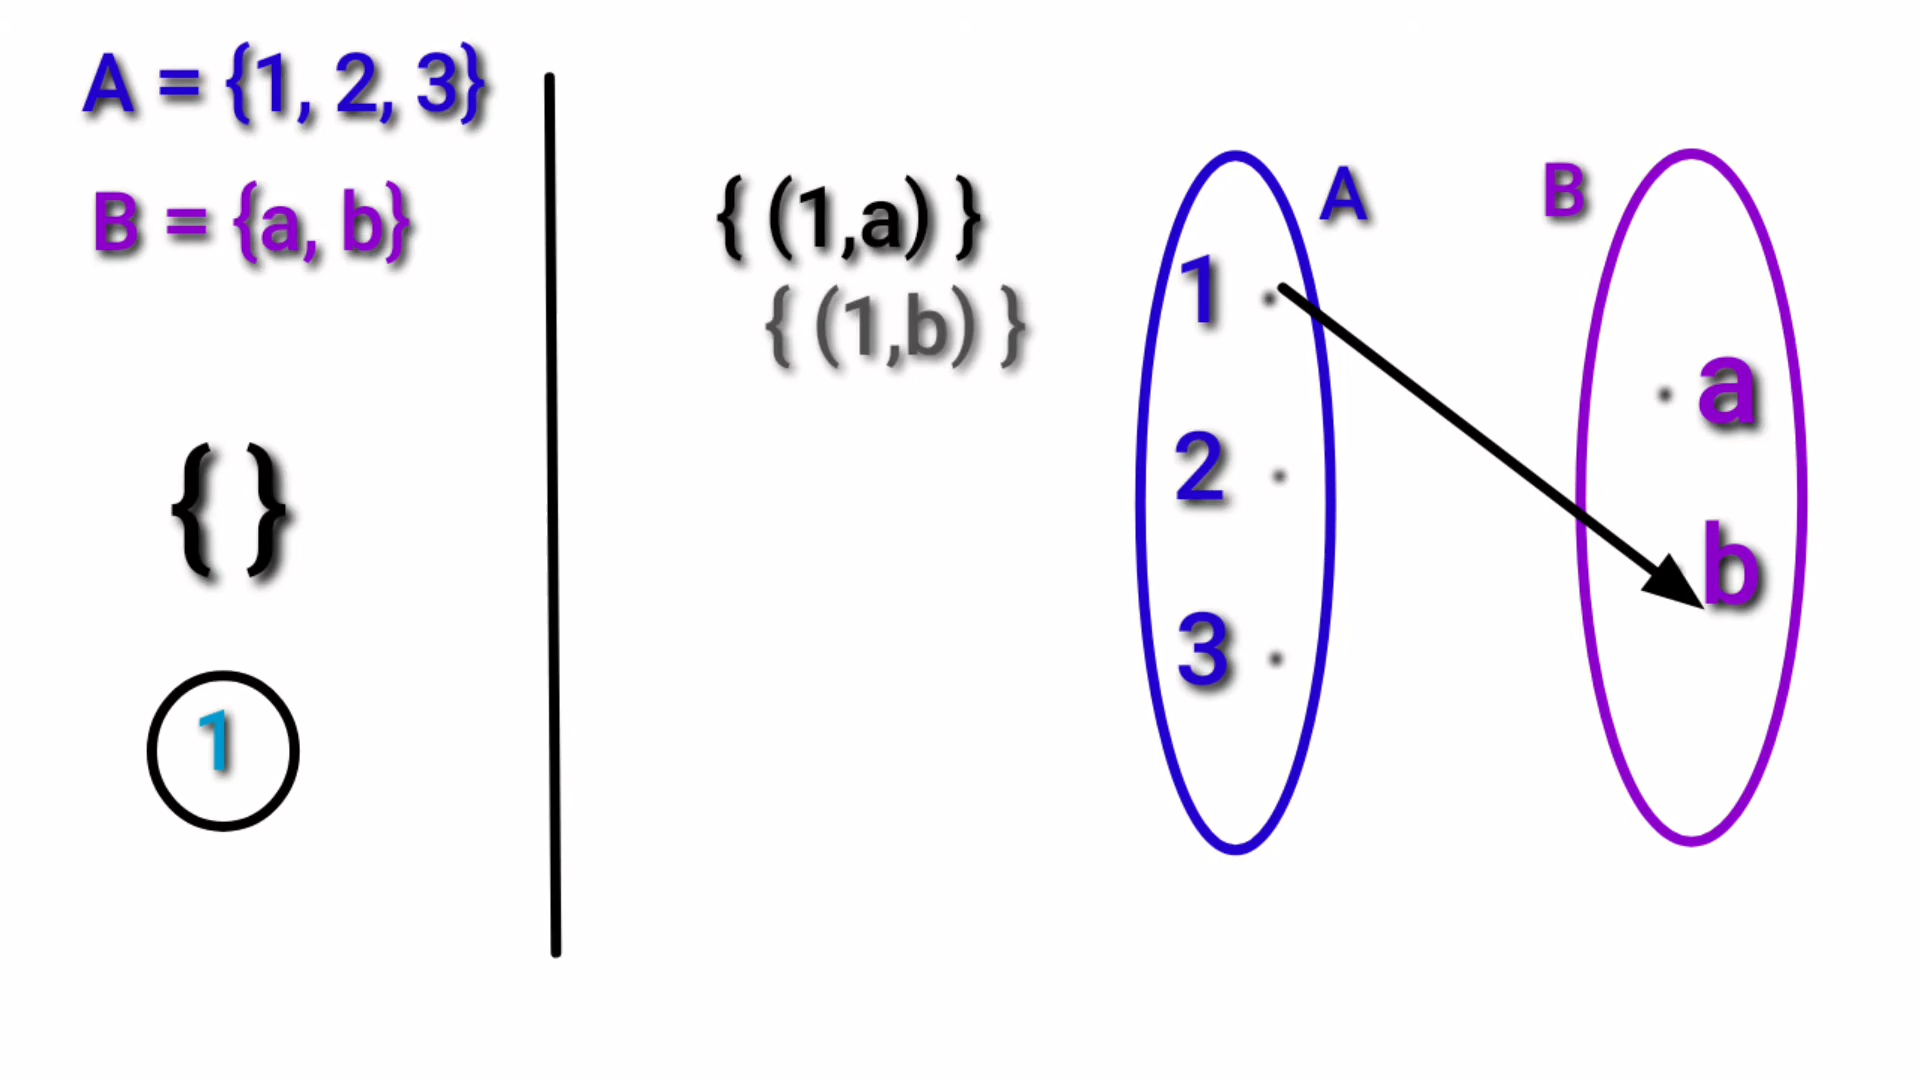 A = {1, 2, 3}
B = {a, b}
{ }
1
{ (1,a) }
{ (1,b) }
A
1
2
3
B
a
b